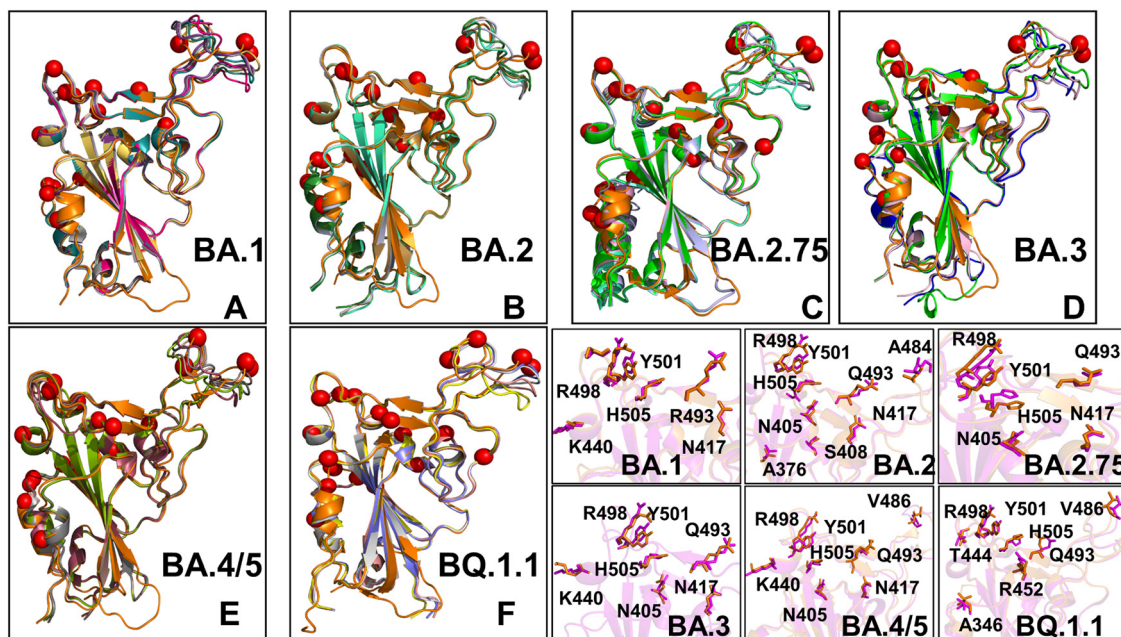 BA.1
A
BA.2
B
BA.2.75
C
BA.3
D
BA.4/5
E
BQ.1.1
F
R498
Y501
H505
R493
K440
N417
BA.1
R498
Y501
A484
H505
Q493
N405
N417
S408
A376
BA.2
R498
Q493
Y501
H505
N417
N405
BA.2.75
R498
Y501
Q493
H505
K440
N417
N405
BA.3
V486
R498
Y501
H505
Q493
K440
N405
N417
BA.4/5
V486
R498
Y501
H505
T444
Q493
R452
A346
BQ.1.1